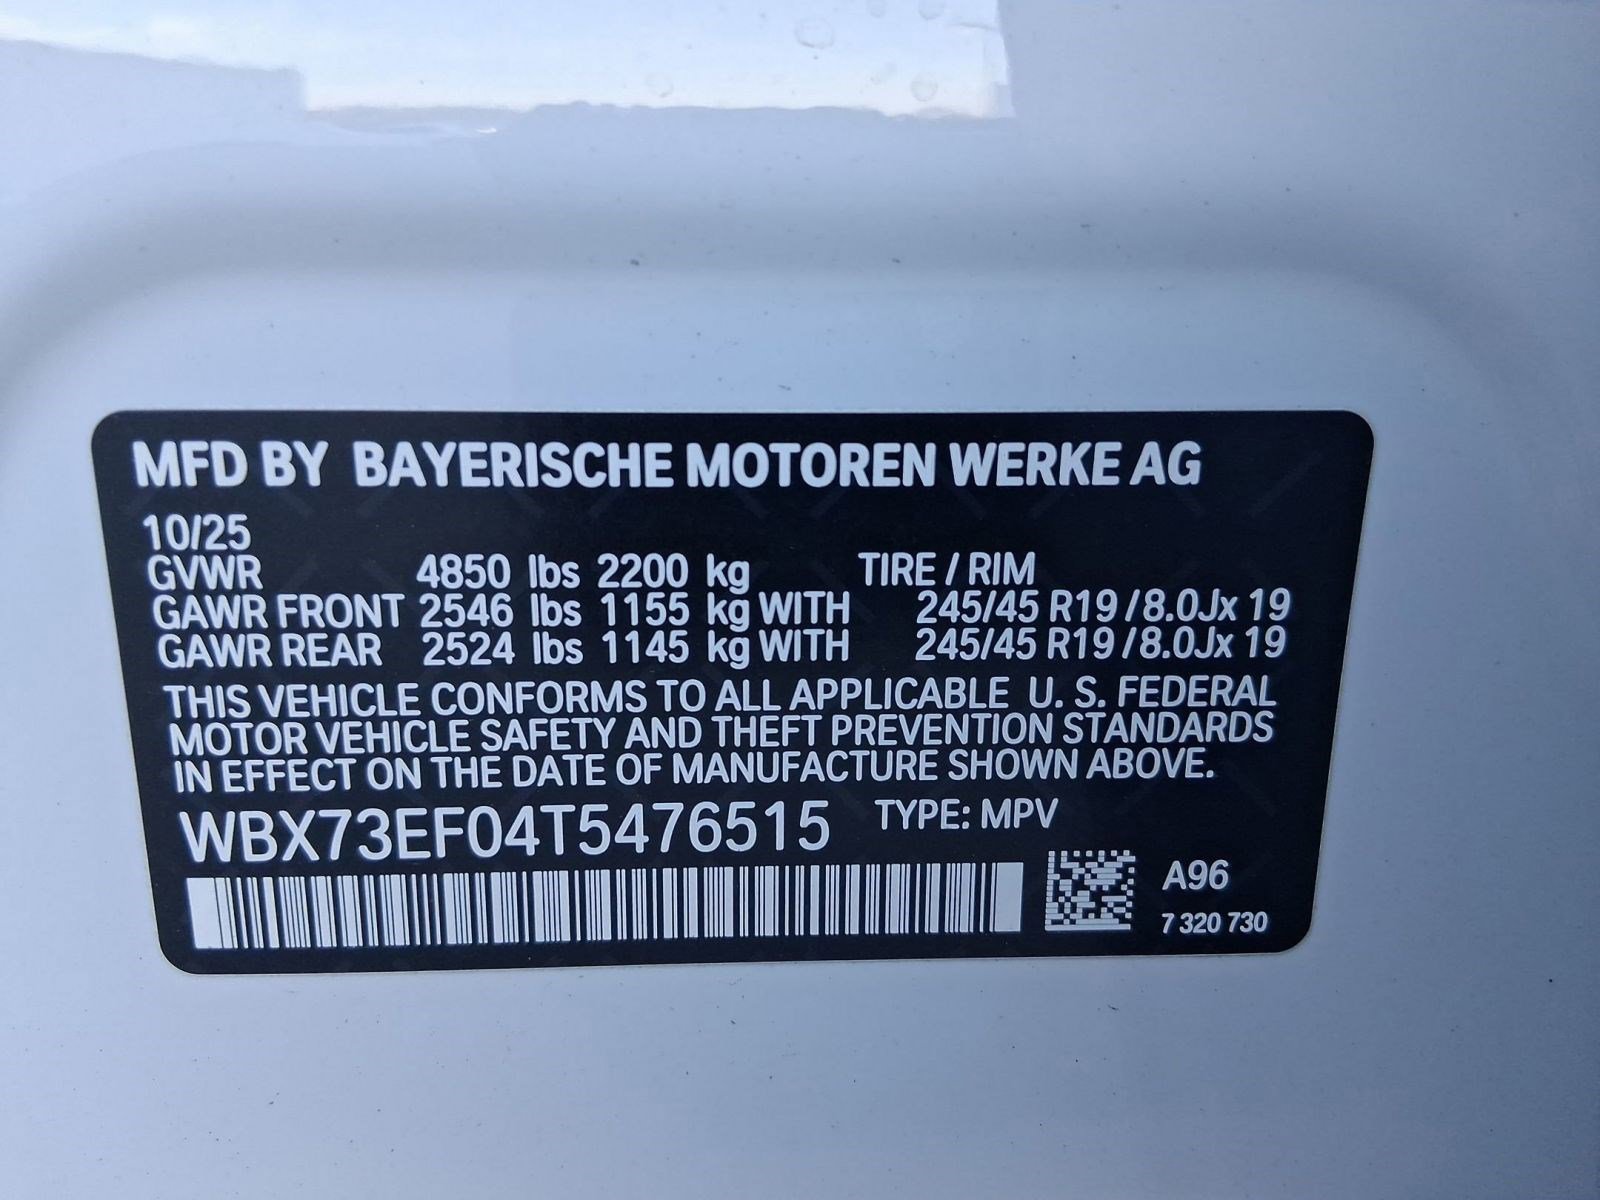 MFD BY BAYERISCHE MOTOREN WERKE AG
10/25
GVWR 4850 lbs 2200 kg TIRE / RIM
GAWR FRONT 2546 lbs 1155 kg WITH 245/45 R19 / 8.0Jx 19
GAWR REAR 2524 lbs 1145 kg WITH 245/45 R19 / 8.0Jx 19
THIS VEHICLE CONFORMS TO ALL APPLICABLE U. S. FEDERAL
MOTOR VEHICLE SAFETY AND THEFT PREVENTION STANDARDS
IN EFFECT ON THE DATE OF MANUFACTURE SHOWN ABOVE.
WBX73EF04T5476515 TYPE: MPV
A96
7 320 730